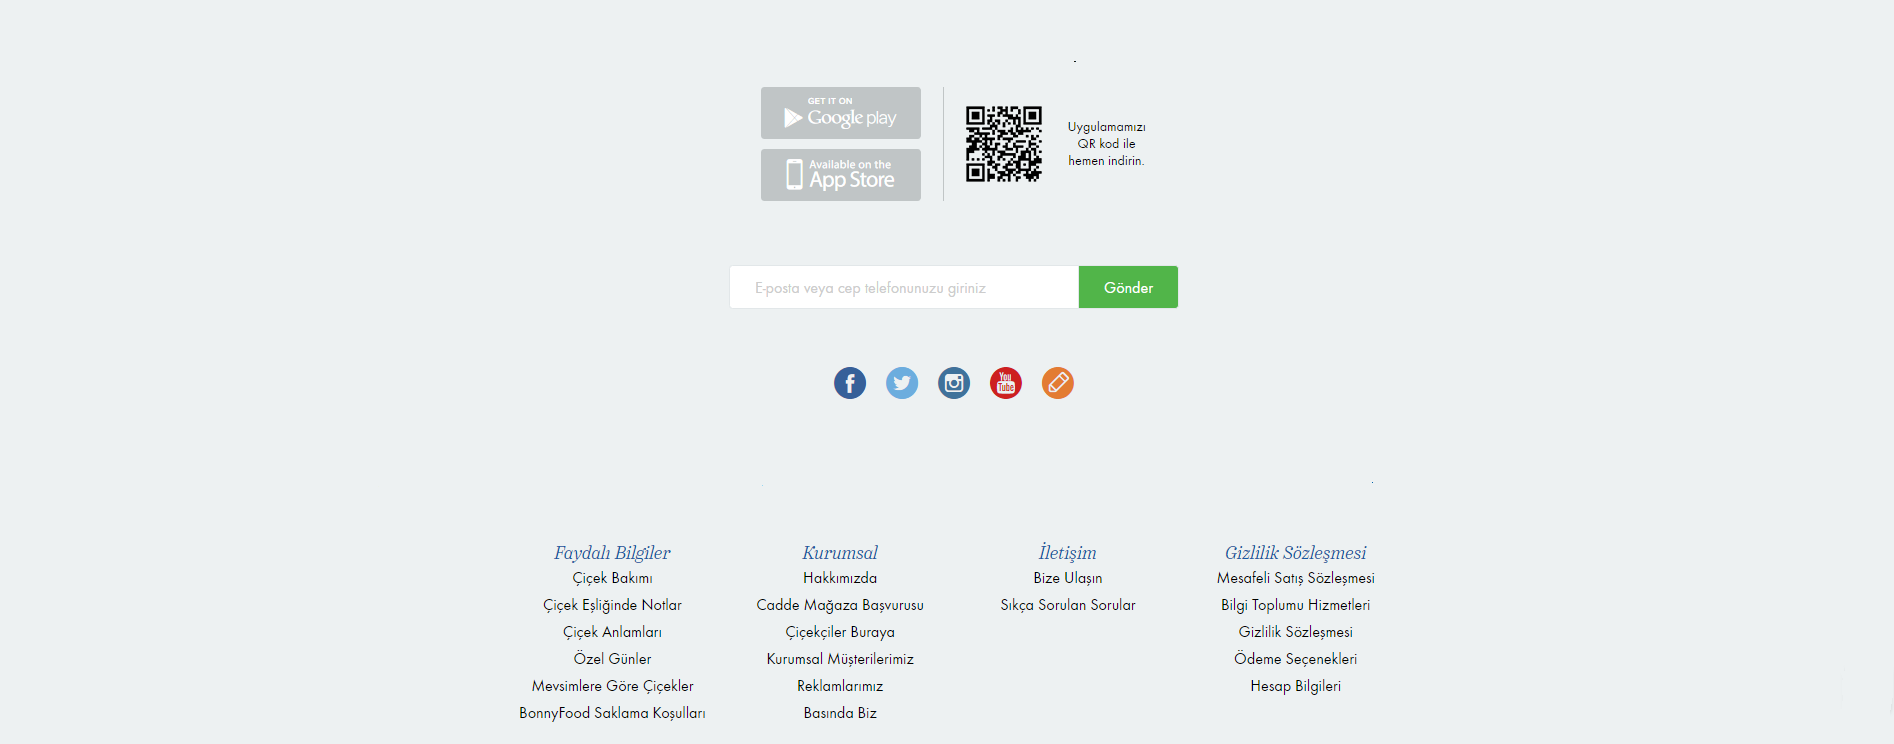 GET IT ON
Google play
Available on the
App Store
Uygulamamızı
QR kod ile
hemen indirin.
E-posta veya cep telefonunuzu giriniz
Gönder
You
Tube
Faydalı Bilgiler
Çiçek Bakımı
Çiçek Eşliğinde Notlar
Çiçek Anlamları
Özel Günler
Mevsimlere Göre Çiçekler
BonnyFood Saklama Koşulları
Kurumsal
Hakkımızda
Cadde Mağaza Başvurusu
Çiçekçiler Buraya
Kurumsal Müşterilerimiz
Reklamlarımız
Basında Biz
İletişim
Bize Ulaşın
Sıkça Sorulan Sorular
Gizlilik Sözleşmesi
Mesafeli Satış Sözleşmesi
Bilgi Toplumu Hizmetleri
Gizlilik Sözleşmesi
Ödeme Seçenekleri
Hesap Bilgileri